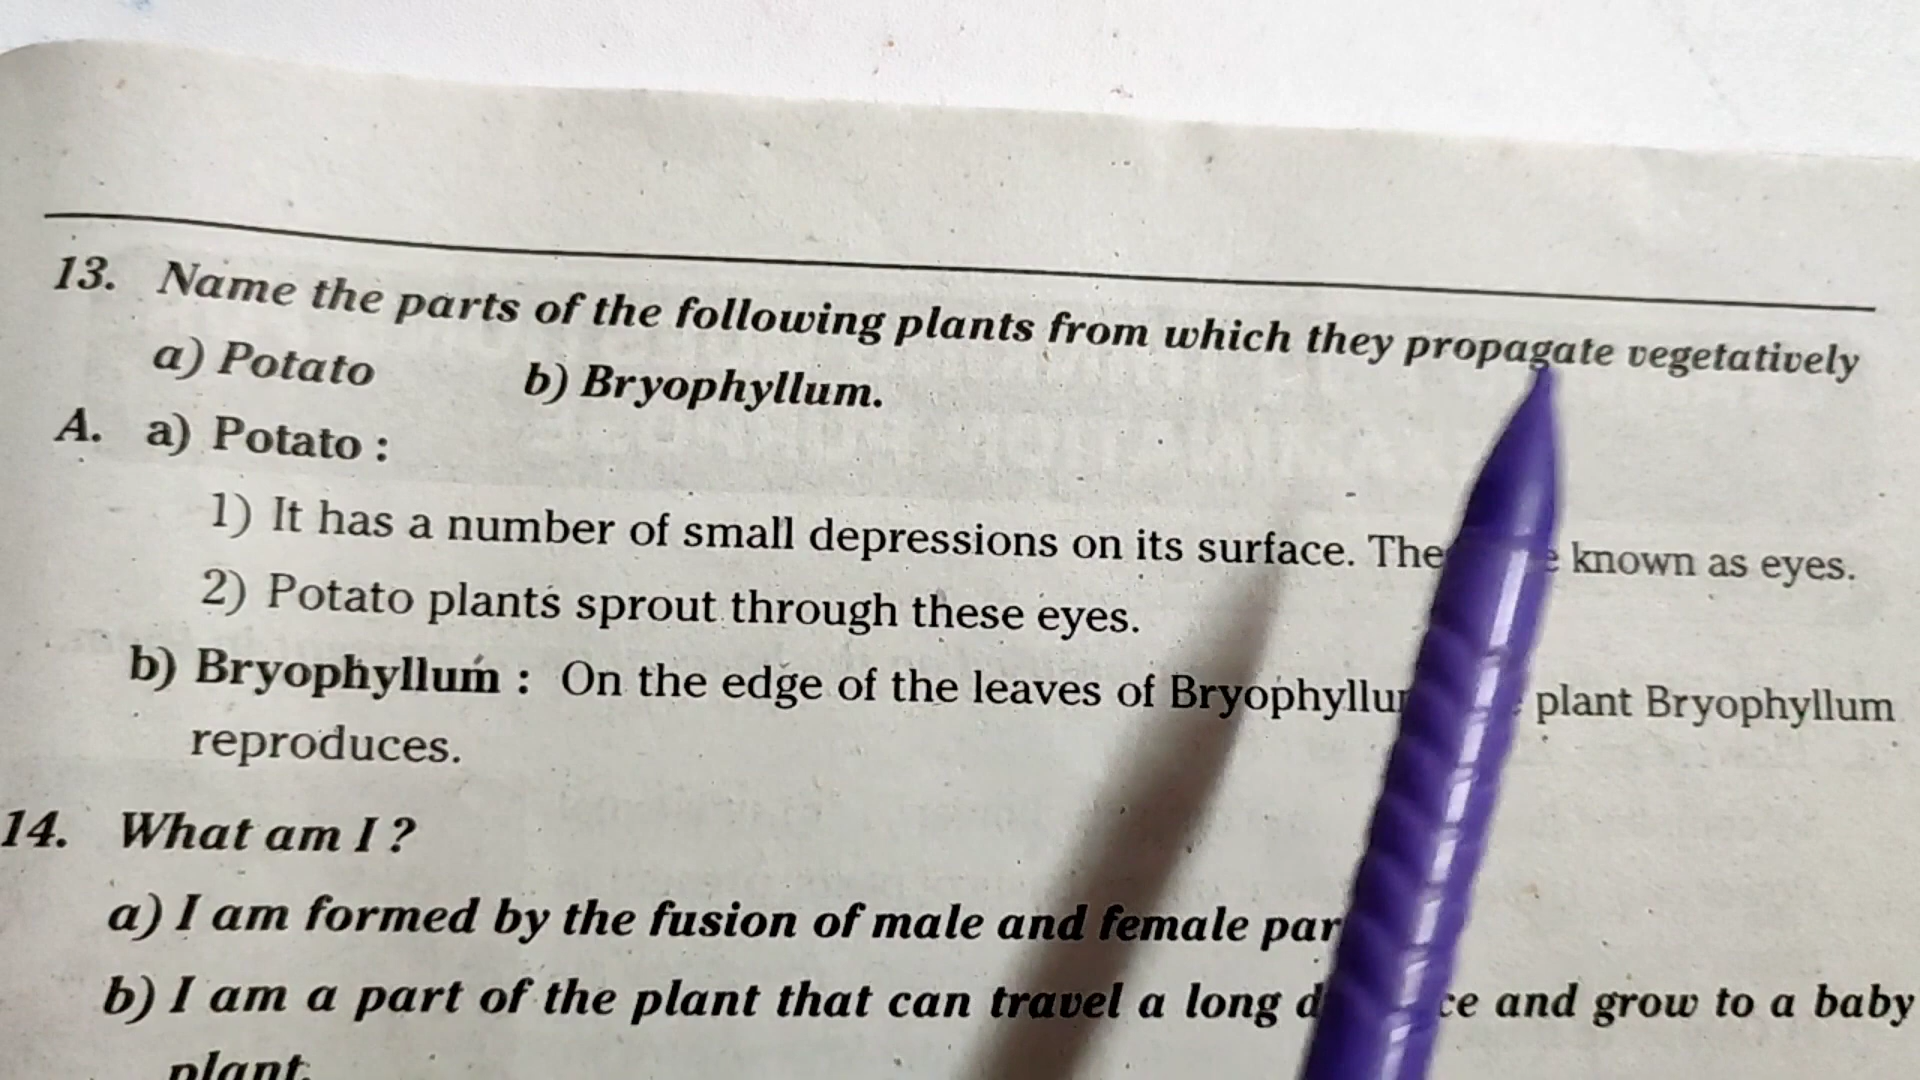 13. Name the parts of the following plants from which they propagate vegetatively
a) Potato b) Bryophyllum.
A. a) Potato :
1) It has a number of small depressions on its surface. The known as eyes.
2) Potato plants sprout through these eyes.
b) Bryophyllum : On the edge of the leaves of plant Bryophyllum
reproduces.
14. What am I ?
a) I am formed by the fusion of male and female
b) I am a part of the plant that can travel a long and grow to a baby
plant.